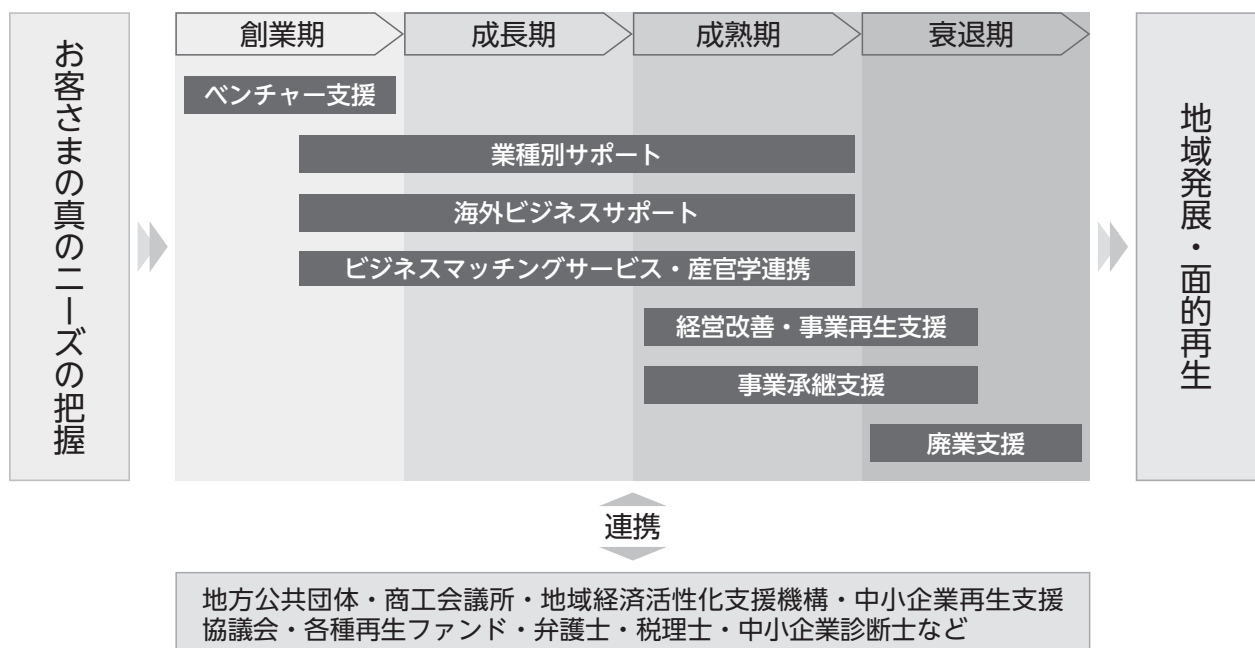 お客さまの真のニーズの把握
創業期
成長期
成熟期
衰退期
ベンチャー支援
業種別サポート
海外ビジネスサポート
ビジネスマッチングサービス・産官学連携
経営改善・事業再生支援
事業承継支援
廃業支援
地域発展・面的再生
連携
地方公共団体・商工会議所・地域経済活性化支援機構・中小企業再生支援
協議会・各種再生ファンド・弁護士・税理士・中小企業診断士など